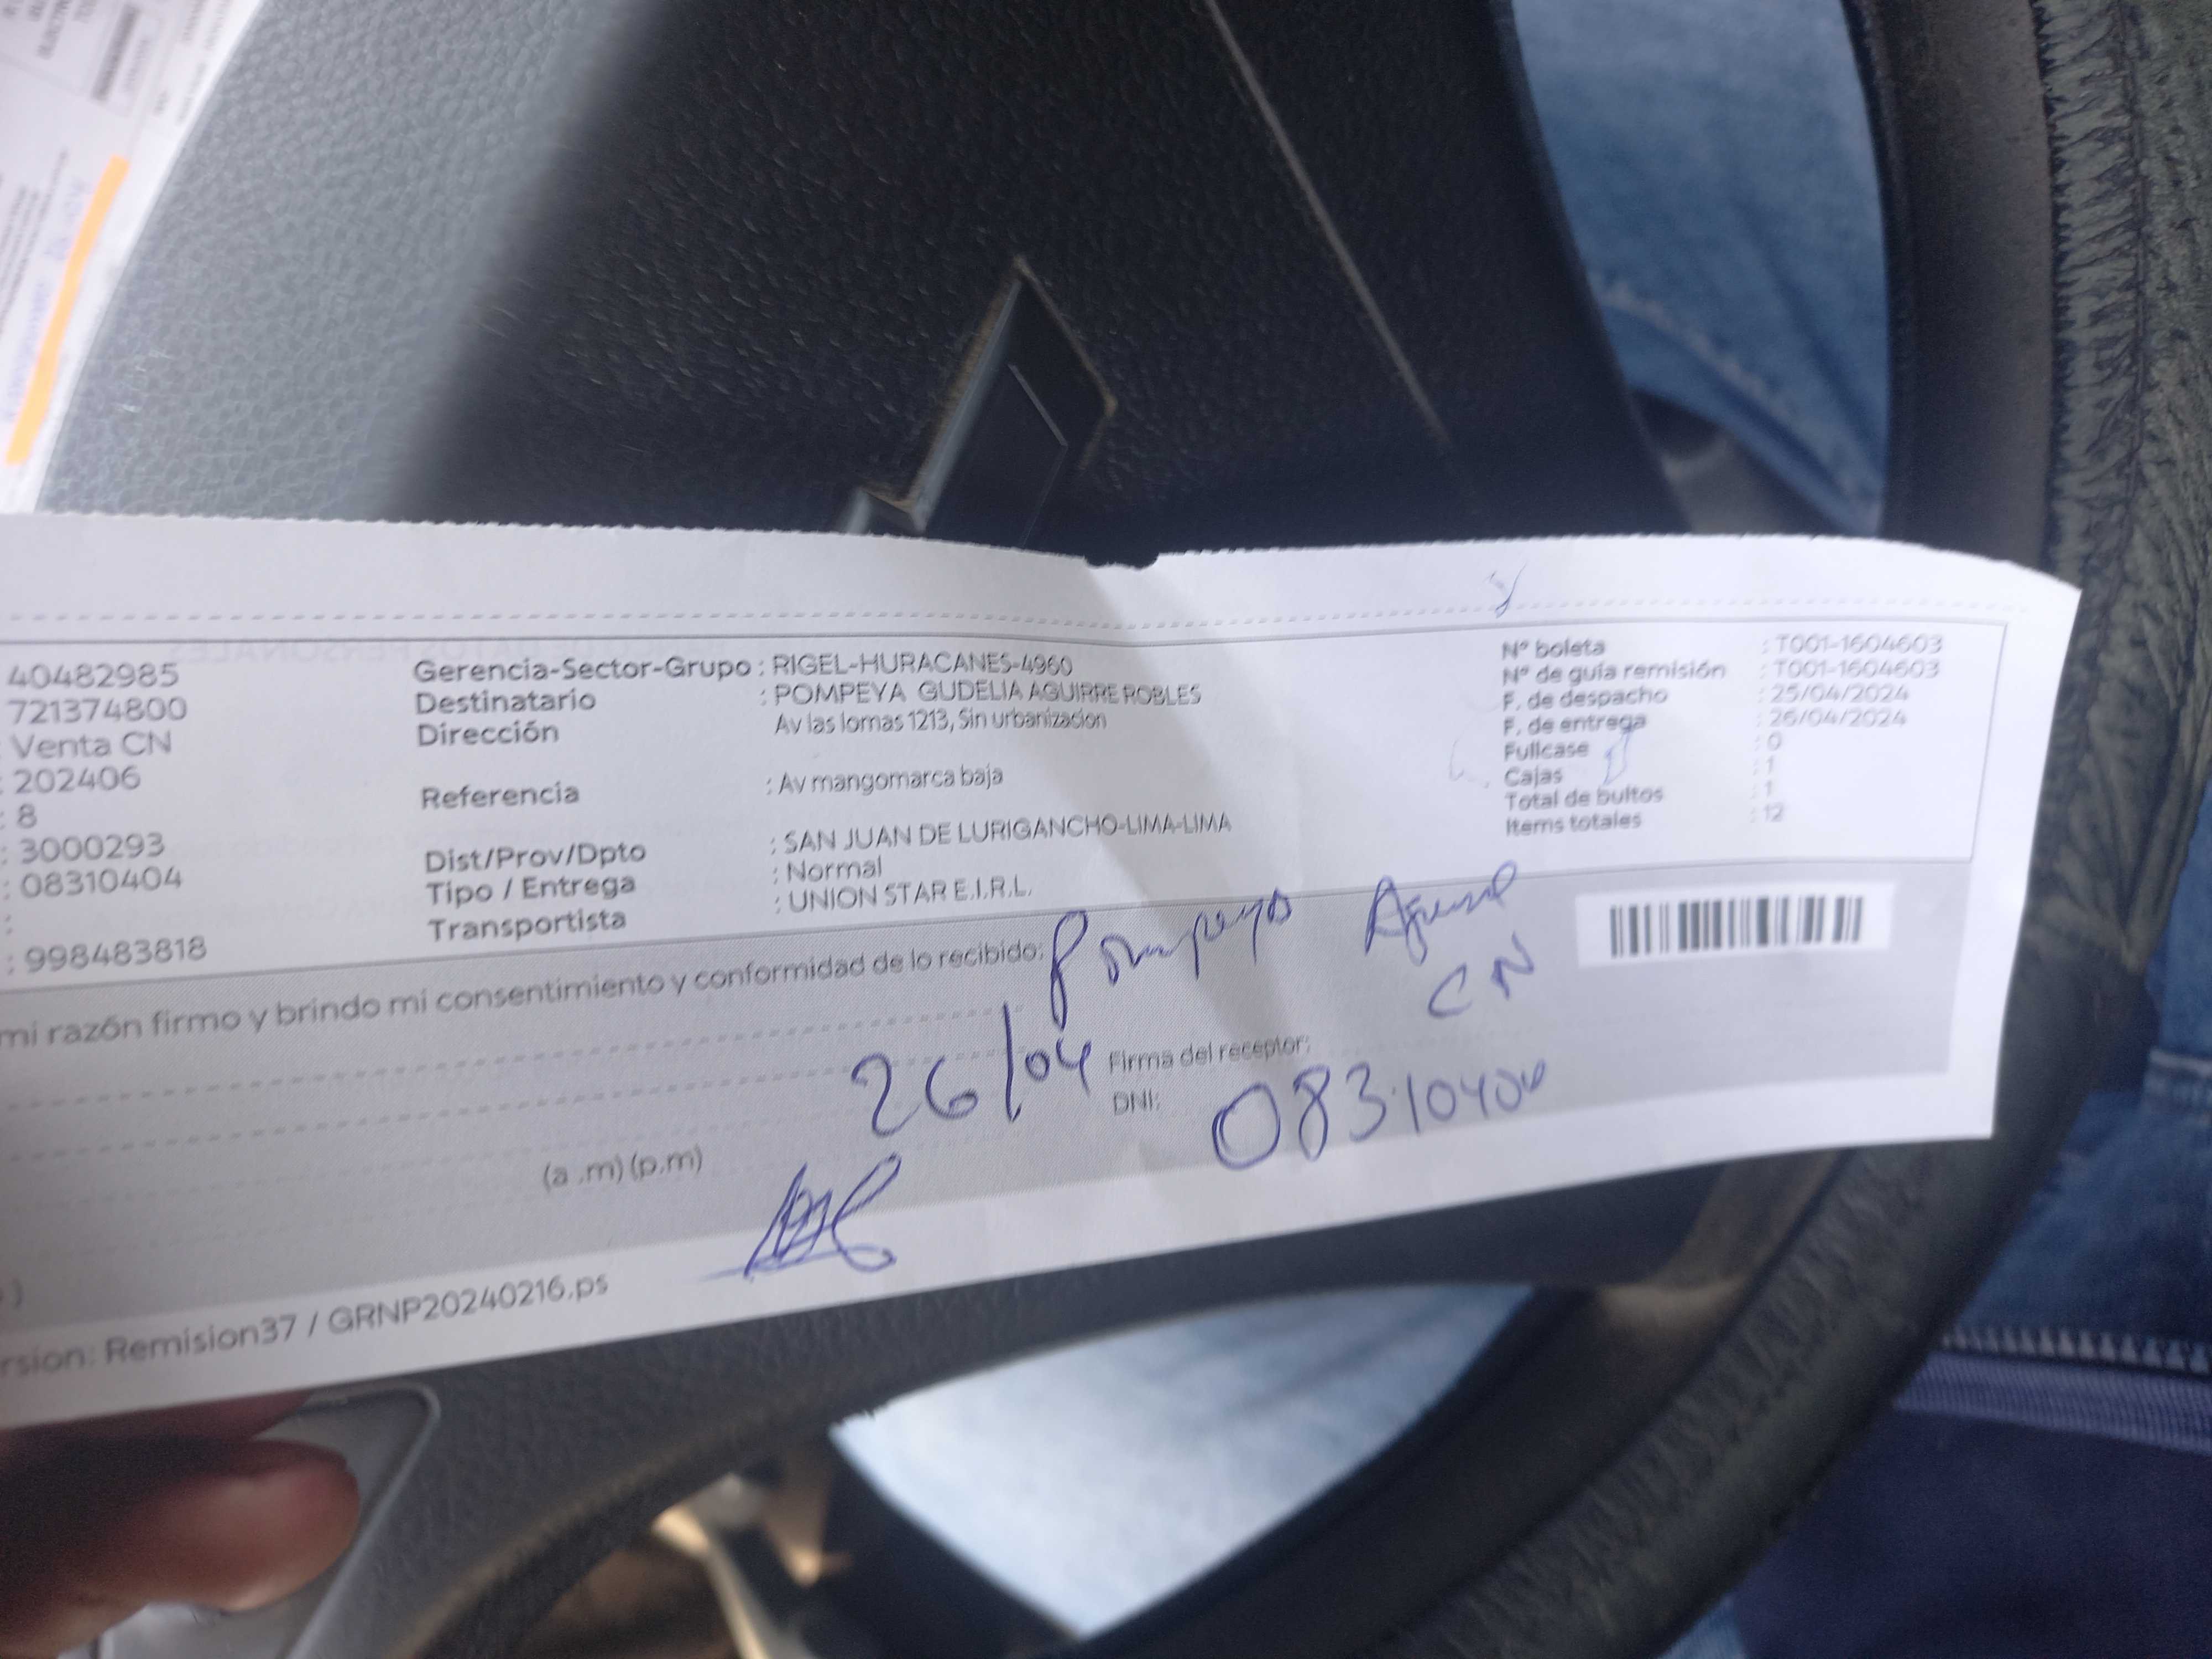 40482985
721374800
: Venta CN
: 202406
: 8
: 3000293
: 08310404
:
: 998483818
Gerencia-Sector-Grupo : RIGEL-HURACANES-4960
Destinatario : POMPEYA GUDELIA AGUIRRE ROBLES
Dirección Av las lomas 1213, Sin urbanizacion
Referencia : Av mangomarca baja
Dist/Prov/Dpto : SAN JUAN DE LURIGANCHO-LIMA-LIMA
Tipo / Entrega : Normal
Transportista : UNION STAR E.I.R.L.
Nº boleta : T001-1604603
Nº de guía remisión : T001-1604603
F. de despacho : 25/04/2024
F. de entrega : 26/04/2024
Fullcase : 0
Cajas : 1
Total de bultos : 1
Items totales : 12
mi razón firmo y brindo mi consentimiento y conformidad de lo recibido: Pompeya
CN
26/04
Firma del receptor:
DNI: 08310404
(a .m) (p.m)
rsion: Remision37 / GRNP20240216.ps